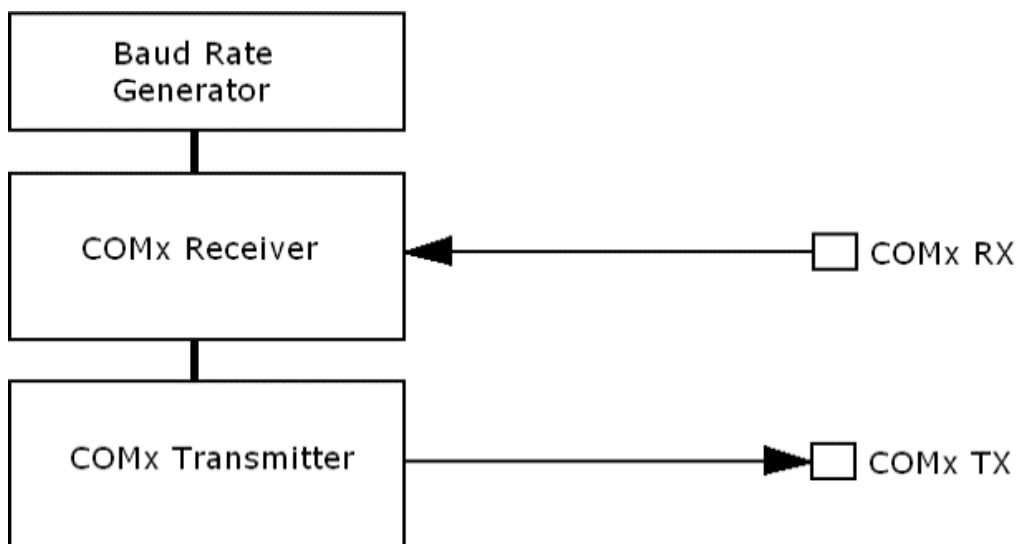 Baud Rate
Generator
COMx Receiver
COMx RX
COMx Transmitter
COMx TX